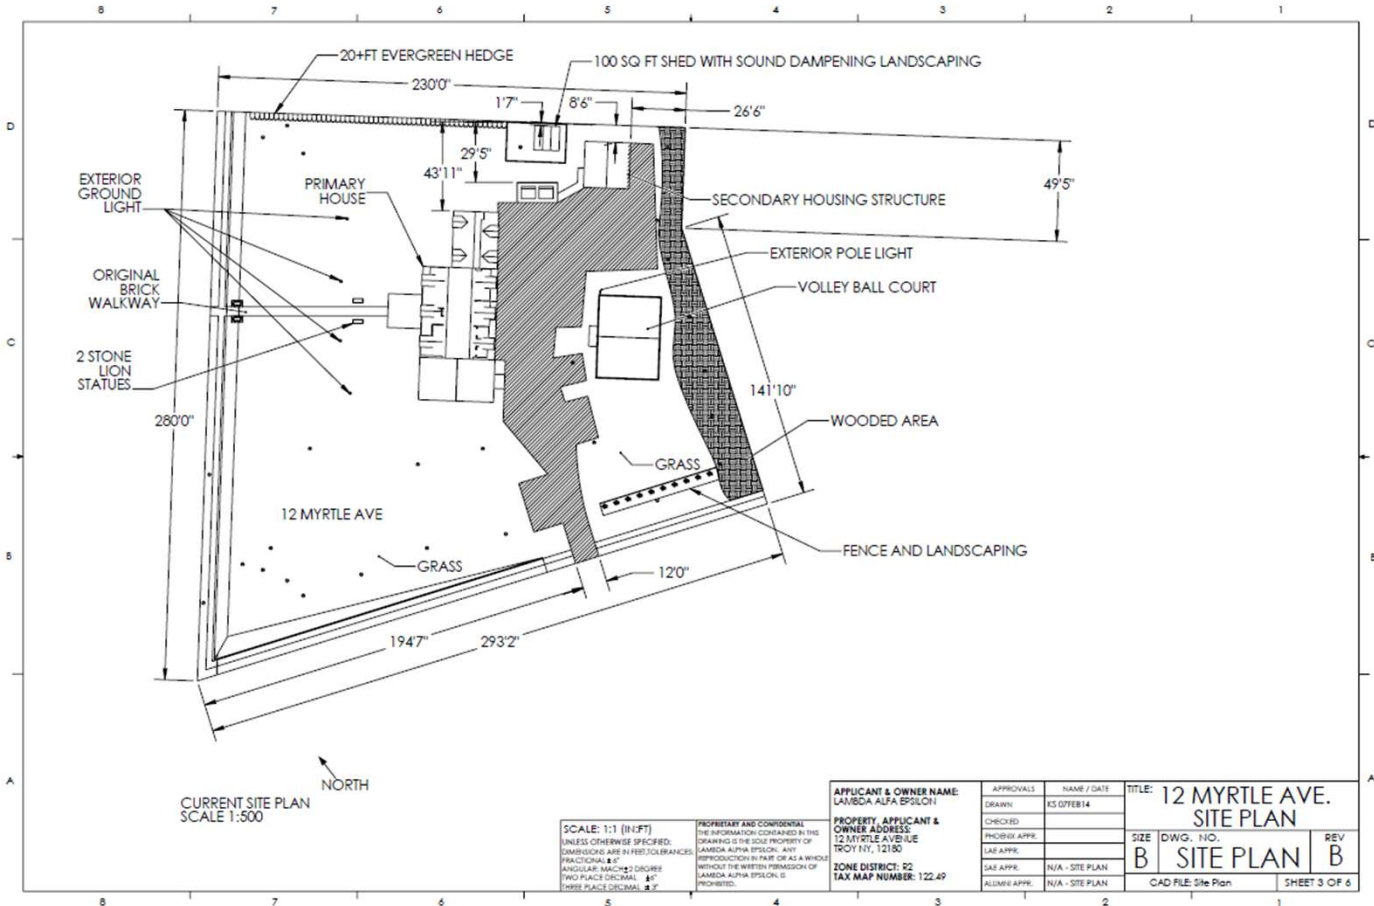 8 7 6 5 4 3 2 1
20+FT EVERGREEN HEDGE
100 SQ FT SHED WITH SOUND DAMPENING LANDSCAPING
230'0"
1'7"
8'6"
26'6"
D
D
29'5"
43'11"
49'5"
EXTERIOR
GROUND
LIGHT
PRIMARY
HOUSE
SECONDARY HOUSING STRUCTURE
EXTERIOR POLE LIGHT
VOLLEY BALL COURT
ORIGINAL
BRICK
WALKWAY
C
C
2 STONE
LION
STATUES
141'10"
280'0"
WOODED AREA
GRASS
12 MYRTLE AVE
FENCE AND LANDSCAPING
B
B
GRASS
12'0"
194'7"
293'2"
NORTH
A
A
CURRENT SITE PLAN
SCALE 1:500
SCALE: 1:1 (IN:FT)
UNLESS OTHERWISE SPECIFIED:
DIMENSIONS ARE IN FEET,TOLERANCES:
FRACTIONAL ± 6"
TWO PLACE DECIMAL ±6"
THREE PLACE DECIMAL ± 3"
PROPRIETARY AND CONFIDENTIAL
THE INFORMATION CONTAINED IN THIS
DRAWING IS THE SOLE PROPERTY OF
LAMBDA ALPHA EPSILON. ANY
REPRODUCTION IN PART OR AS A WHOLE
WITHOUT THE WRITTEN PERMISSION OF
LAMBDA ALPHA EPSILON. IS
PROHIBITED.
APPLICANT & OWNER NAME:
LAMBDA ALFA EPSILON
PROPERTY, APPLICANT &
OWNER ADDRESS:
12 MYRTLE AVENUE
TROY NY, 12180
ZONE DISTRICT: R2
TAX MAP NUMBER: 122.49
APPROVALS NAME / DATE
DRAWN KS 07FEB14
CHECKED
PHOENIX APPR.
LAE APPR.
SAE APPR. N/A - SITE PLAN
ALUMNI APPR. N/A - SITE PLAN
TITLE: 12 MYRTLE AVE.
SITE PLAN
SIZE DWG. NO. REV
B SITE PLAN B
CAD FILE: Site Plan SHEET 3 OF 6
8 7 6 5 4 3 2 1